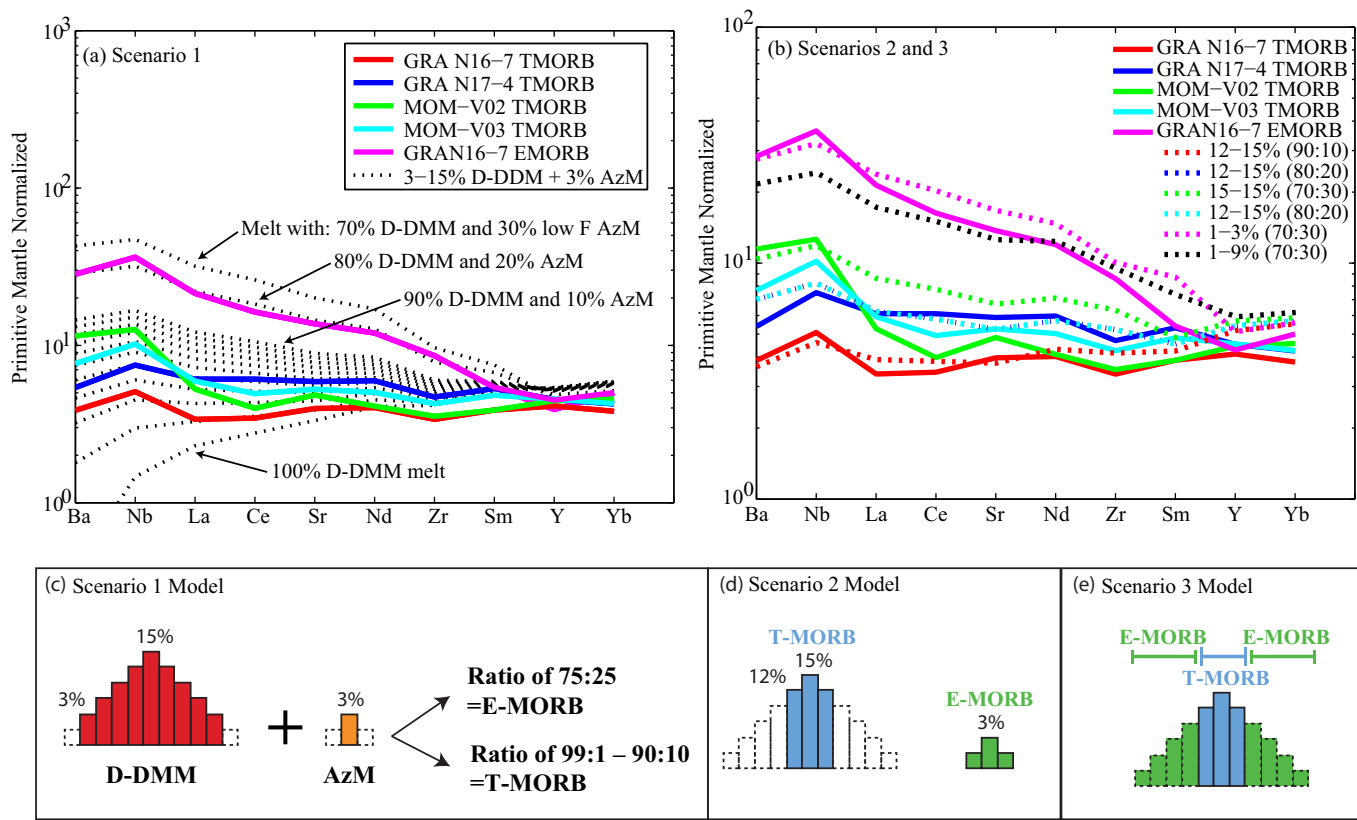 (a) Scenario 1
GRA N16−7 TMORB
GRA N17−4 TMORB
MOM−V02 TMORB
MOM−V03 TMORB
GRAN16−7 EMORB
3−15% D-DDM + 3% AzM
Melt with: 70% D-DMM and 30% low F AzM
80% D-DMM and 20% AzM
90% D-DMM and 10% AzM
100% D-DMM melt
Primitive Mantle Normalized
10^3
10^2
10^1
10^0
Ba Nb La Ce Sr Nd Zr Sm Y Yb
(b) Scenarios 2 and 3
GRA N16−7 TMORB
GRA N17−4 TMORB
MOM−V02 TMORB
MOM−V03 TMORB
GRAN16−7 EMORB
12−15% (90:10)
12−15% (80:20)
15−15% (70:30)
12−15% (80:20)
1−3% (70:30)
1−9% (70:30)
Primitive Mantle Normalized
10^2
10^1
10^0
Ba Nb La Ce Sr Nd Zr Sm Y Yb
(c) Scenario 1 Model
15%
3%
D-DMM
+
3%
AzM
Ratio of 75:25
=E-MORB
Ratio of 99:1 – 90:10
=T-MORB
(d) Scenario 2 Model
T-MORB
15%
12%
E-MORB
3%
(e) Scenario 3 Model
E-MORB E-MORB
T-MORB